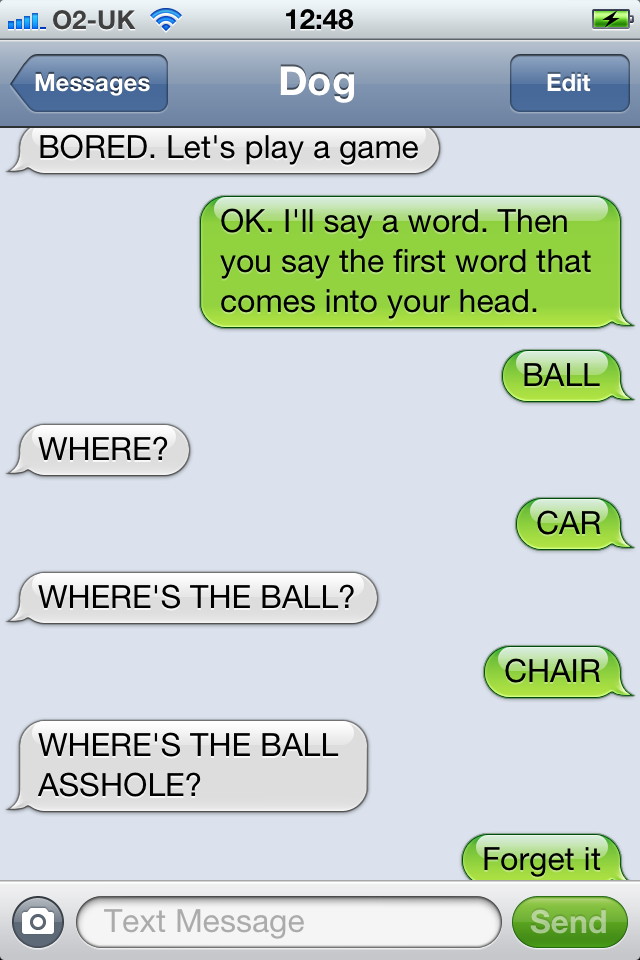 O2-UK 12:48
Messages Dog Edit
BORED. Let's play a game
OK. I'll say a word. Then
you say the first word that
comes into your head.
BALL
WHERE?
CAR
WHERE'S THE BALL?
CHAIR
WHERE'S THE BALL
ASSHOLE?
Forget it
Text Message Send